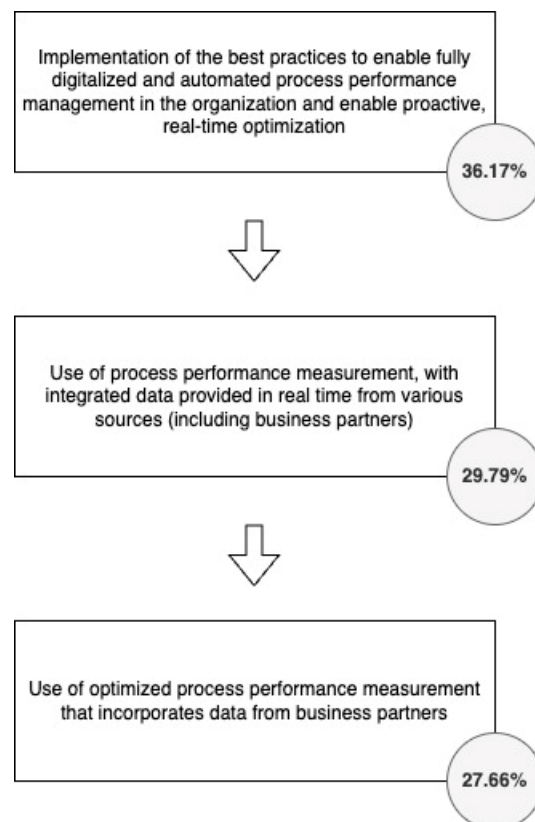 Implementation of the best practices to enable fully
digitalized and automated process performance
management in the organization and enable proactive,
real-time optimization
36.17%
Use of process performance measurement, with
integrated data provided in real time from various
sources (including business partners)
29.79%
Use of optimized process performance measurement
that incorporates data from business partners
27.66%